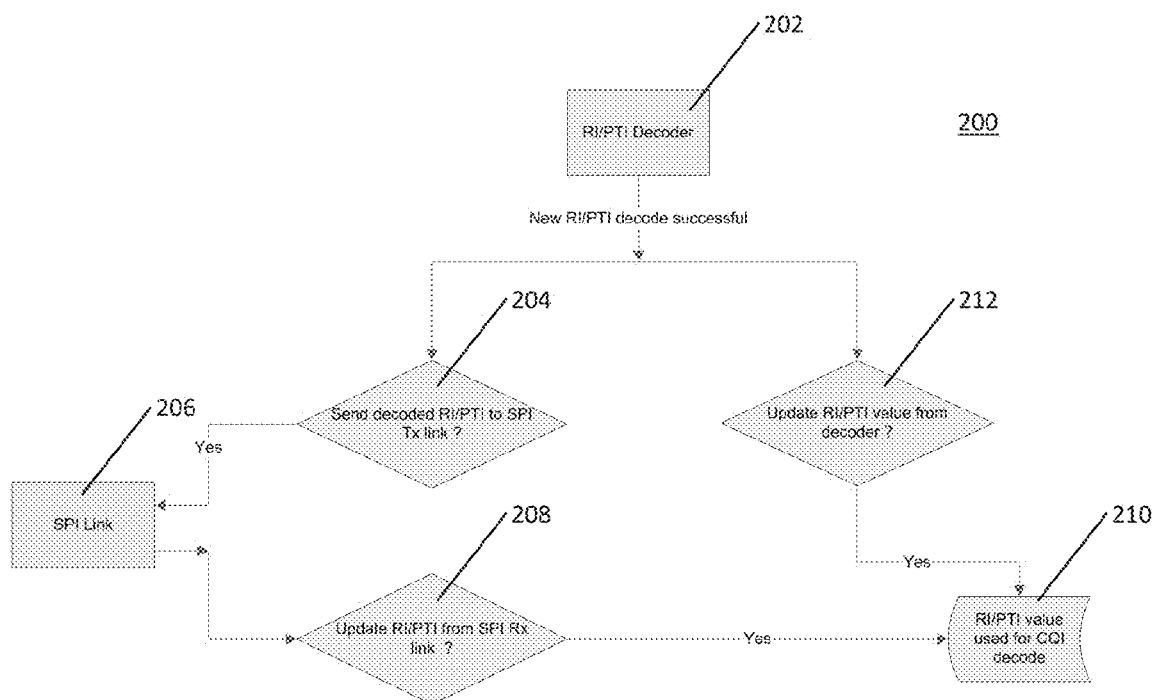 202
RI/PTI Decoder
200
New RI/PTI decode successful
204
212
Send decoded RI/PTI to SPI
Tx link ?
Update RI/PTI value from
decoder ?
206
Yes
SPI Link
208
210
Yes
Update RI/PTI from SPI Rx
link ?
Yes
RI/PTI value
used for CQI
decode